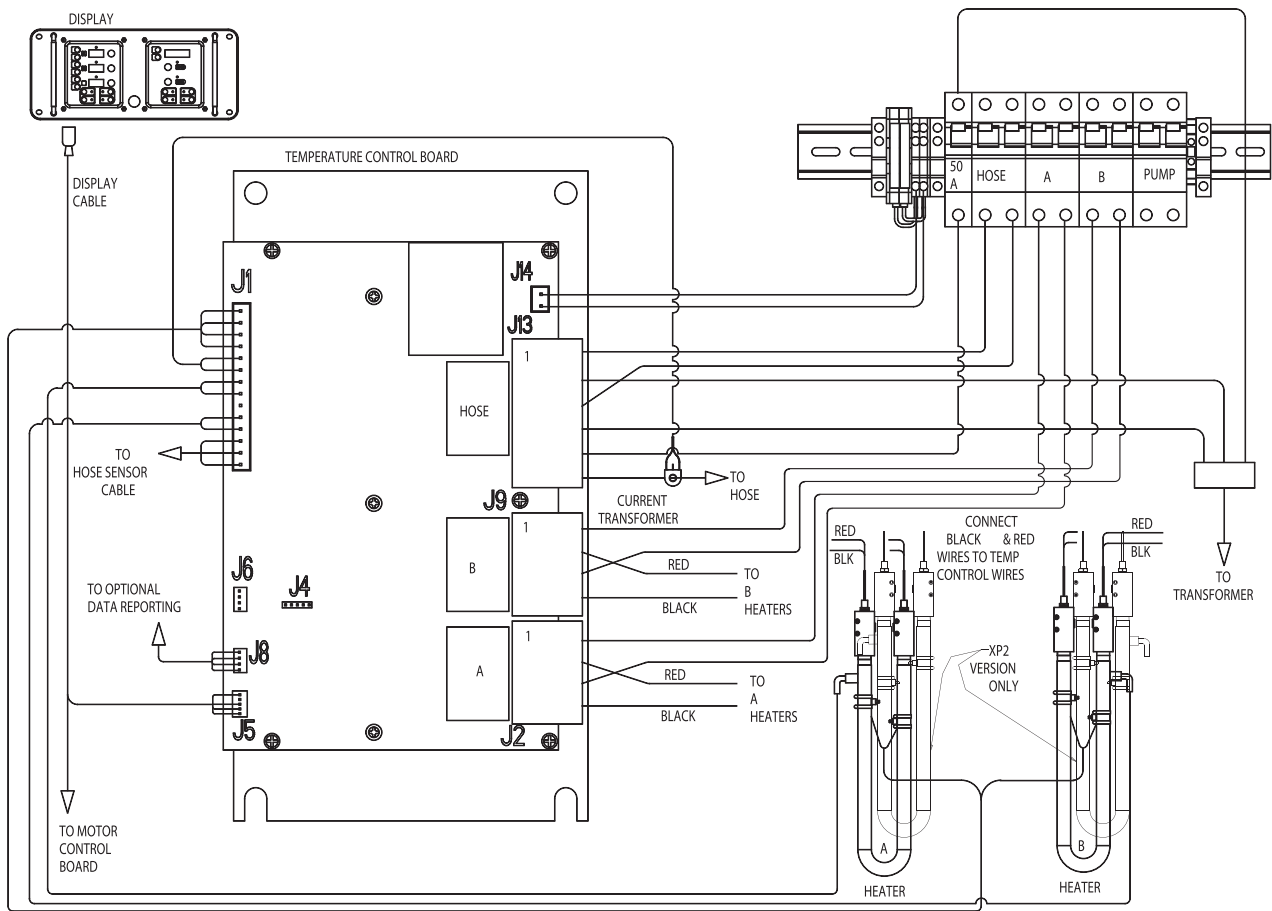 DISPLAY
TEMPERATURE CONTROL BOARD
DISPLAY
CABLE
50
A
HOSE
A
B
PUMP
J1
J14
J13
1
HOSE
TO
HOSE SENSOR
CABLE
TO
HOSE
CURRENT
TRANSFORMER
J9
1
B
RED
BLACK
TO
B
HEATERS
J6
J4
TO OPTIONAL
DATA REPORTING
J8
J5
1
A
RED
BLACK
TO
A
HEATERS
J2
TO MOTOR
CONTROL
BOARD
RED
BLK
CONNECT
BLACK & RED
WIRES TO TEMP
CONTROL WIRES
RED
BLK
TO
TRANSFORMER
XP2
VERSION
ONLY
A
HEATER
B
HEATER